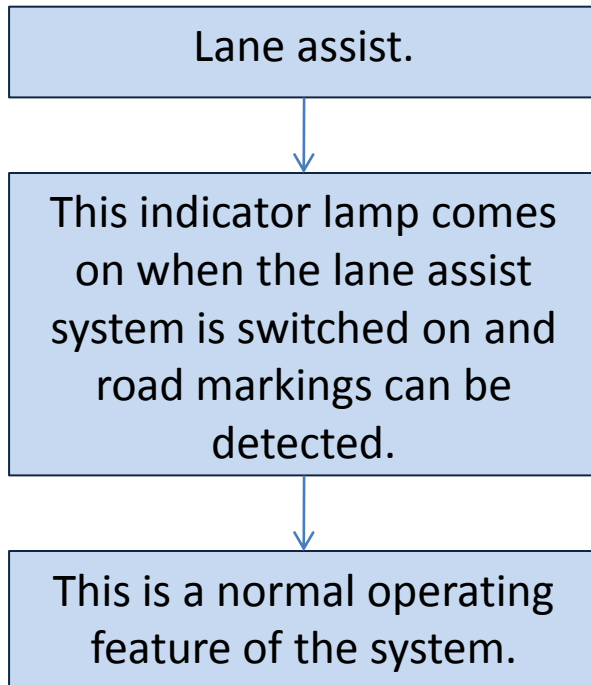 Lane assist.
This indicator lamp comes
on when the lane assist
system is switched on and
road markings can be
detected.
This is a normal operating
feature of the system.